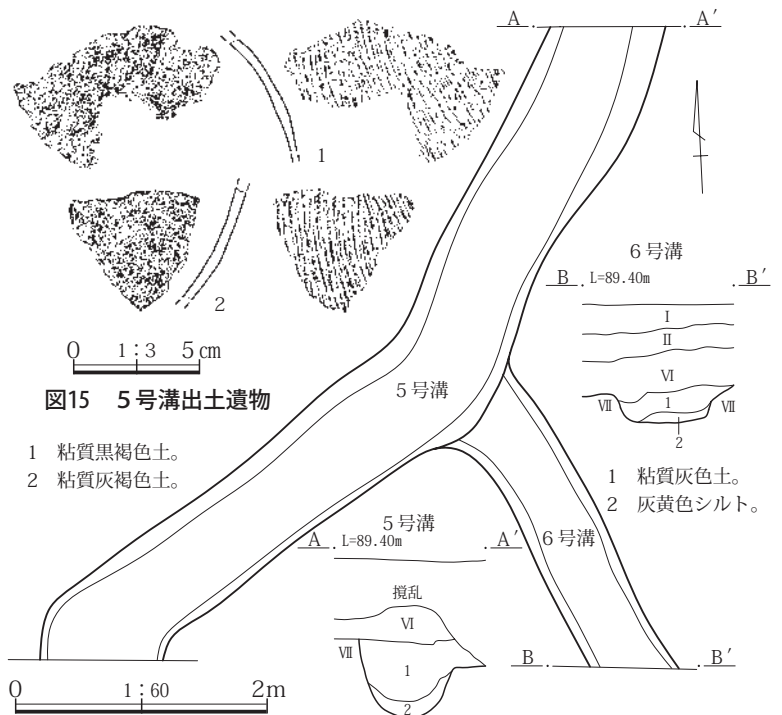 A A′
1
2
0 1：3 5㎝
図15　５号溝出土遺物
1　粘質黒褐色土。
2　粘質灰褐色土。
５号溝
６号溝
B L=89.40m B′
Ⅰ
Ⅱ
Ⅵ
Ⅶ 1 Ⅶ
2
1　粘質灰色土。
2　灰黄色シルト。
５号溝
A L=89.40m A′
撹乱
Ⅵ
Ⅶ
1
2
６号溝
B B′
0 1：60 2m